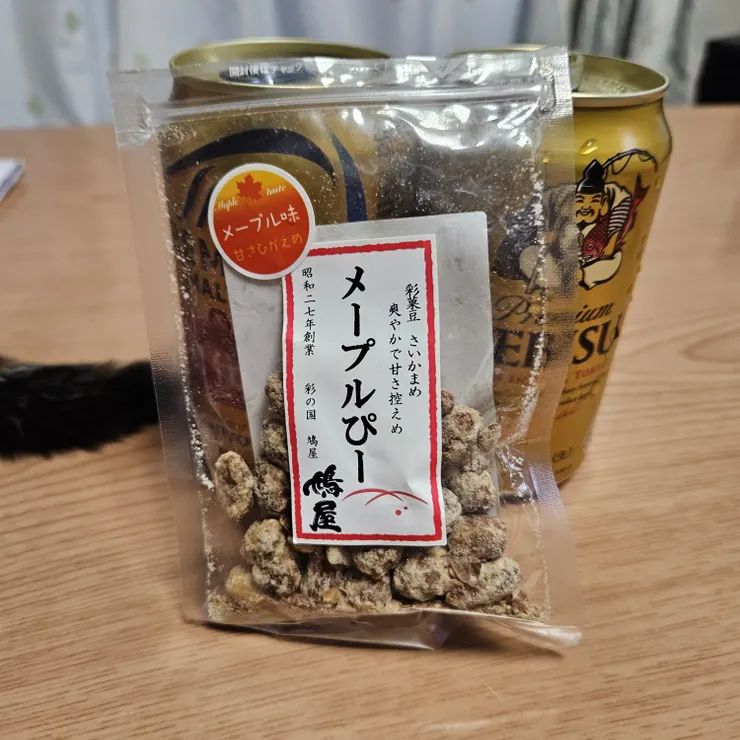 開封後はチャック
Maple taste
メープル味
甘さひかえめ
彩菓豆 さいかまめ
爽やかで甘さ控えめ
メープルぴー
昭和二七年創業 彩の国 鳩屋
鳩屋
Premium